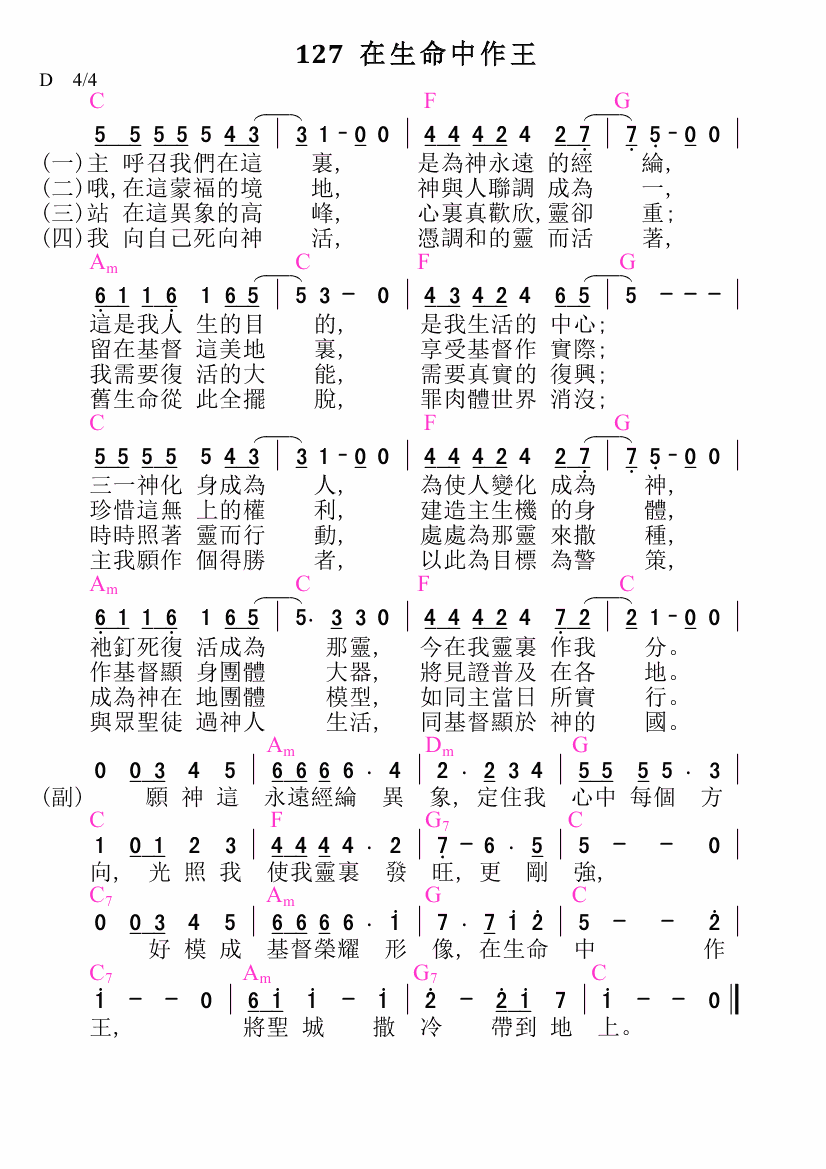 127 在生命中作王
D 4/4
C F G
5 5 5 5 5 5 4 3 | 3 1 - 0 0 | 4 4 4 2 4 2 7 | 7 5 - 0 0 |
(一)主 呼召我們在這 裏, 是為神永遠 的經 綸,
(二)哦,在這蒙福的境 地, 神與人聯調 成為 一,
(三)站 在這異象的高 峰, 心裏真歡欣,靈卻 重;
(四)我 向自己死向神 活, 憑調和的靈 而活 著,
Am C F G
6 1 1 6 1 6 5 | 5 3 - 0 | 4 3 4 2 4 6 5 | 5 - - - |
這是我人 生的目 的, 是我生活的 中心;
留在基督 這美地 裏, 享受基督作 實際;
我需要復 活的大 能, 需要真實的 復興;
舊生命從 此全擺 脫, 罪肉體世界 消沒;
C F G
5 5 5 5 5 4 3 | 3 1 - 0 0 | 4 4 4 2 4 2 7 | 7 5 - 0 0 |
三一神化 身成為 人, 為使人變化 成為 神,
珍惜這無 上的權 利, 建造主生機 的身 體,
時時照著 靈而行 動, 處處為那靈 來撒 種,
主我願作 個得勝 者, 以此為目標 為警 策,
Am C F C
6 1 1 6 1 6 5 | 5. 3 3 0 | 4 4 4 2 4 7 2 | 2 1 - 0 0 |
祂釘死復 活成為 那靈, 今在我靈裏 作我 分。
作基督顯 身團體 大器, 將見證普及 在各 地。
成為神在 地團體 模型, 如同主當日 所實 行。
與眾聖徒 過神人 生活, 同基督顯於 神的 國。
Am Dm G
0 0 3 4 5 | 6 6 6 6 . 4 | 2 . 2 3 4 | 5 5 5 5 . 3
(副) 願 神 這 永遠經綸 異 象, 定住我 心中 每個 方
C F G7 C
1 0 1 2 3 | 4 4 4 4 . 2 | 7 - 6 . 5 | 5 - - 0
向, 光 照 我 使我靈裏 發 旺, 更 剛 強,
C7 Am G C
0 0 3 4 5 | 6 6 6 6 . 1 | 7 . 7 1 2 | 5 - - 2
好 模 成 基督榮耀 形 像, 在生命 中 作
C7 Am G7 C
1 - - 0 | 6 1 1 - 1 | 2 - 2 1 7 | 1 - - 0 ‖
王, 將聖 城 撒 冷 帶到 地 上。